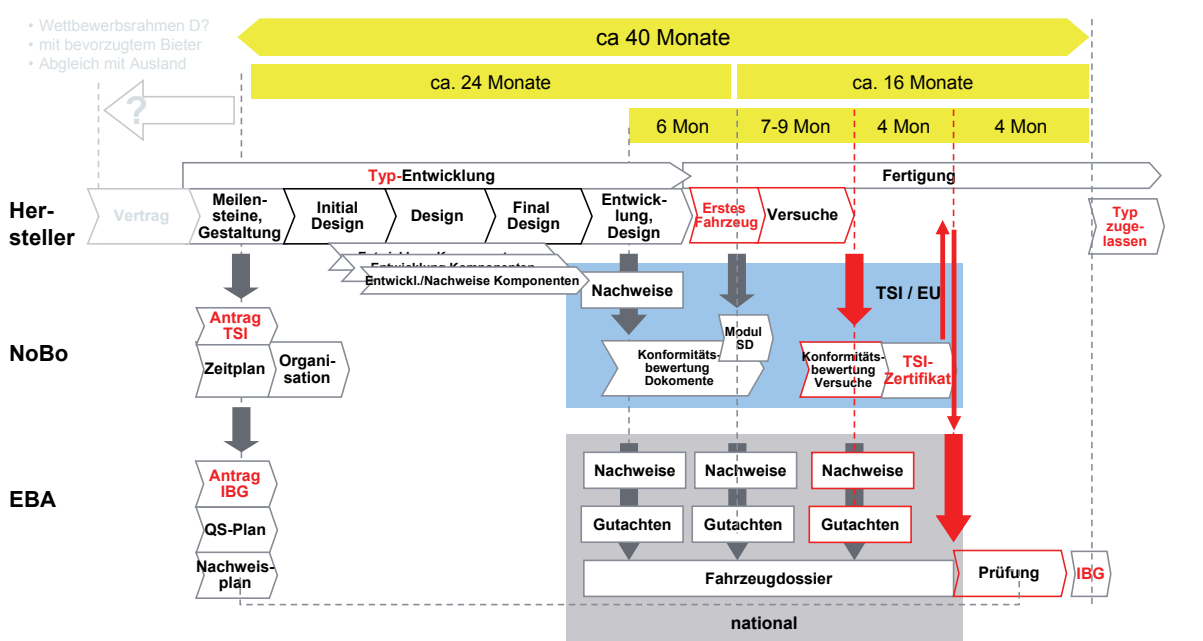 • Wettbewerbsrahmen D?
• mit bevorzugtem Bieter
• Abgleich mit Ausland
?
ca 40 Monate
ca. 24 Monate
ca. 16 Monate
6 Mon
7-9 Mon
4 Mon
4 Mon
Typ-Entwicklung
Fertigung
Her-
steller
Vertrag
Meilen-
steine,
Gestaltung
Initial
Design
Design
Final
Design
Entwick-
lung,
Design
Erstes
Fahrzeug
Versuche
Typ
zuge-
lassen
Entwicklung Komponenten
Entwickl./Nachweise Komponenten
Nachweise
TSI / EU
NoBo
Antrag
TSI
Zeitplan
Organi-
sation
Modul
SD
Konformitäts-
bewertung
Dokomente
Konformitäts-
bewertung
Versuche
TSI-
Zertifikat
EBA
Antrag
IBG
QS-Plan
Nachweis-
plan
Nachweise
Nachweise
Nachweise
Gutachten
Gutachten
Gutachten
Fahrzeugdossier
Prüfung
IBG
national